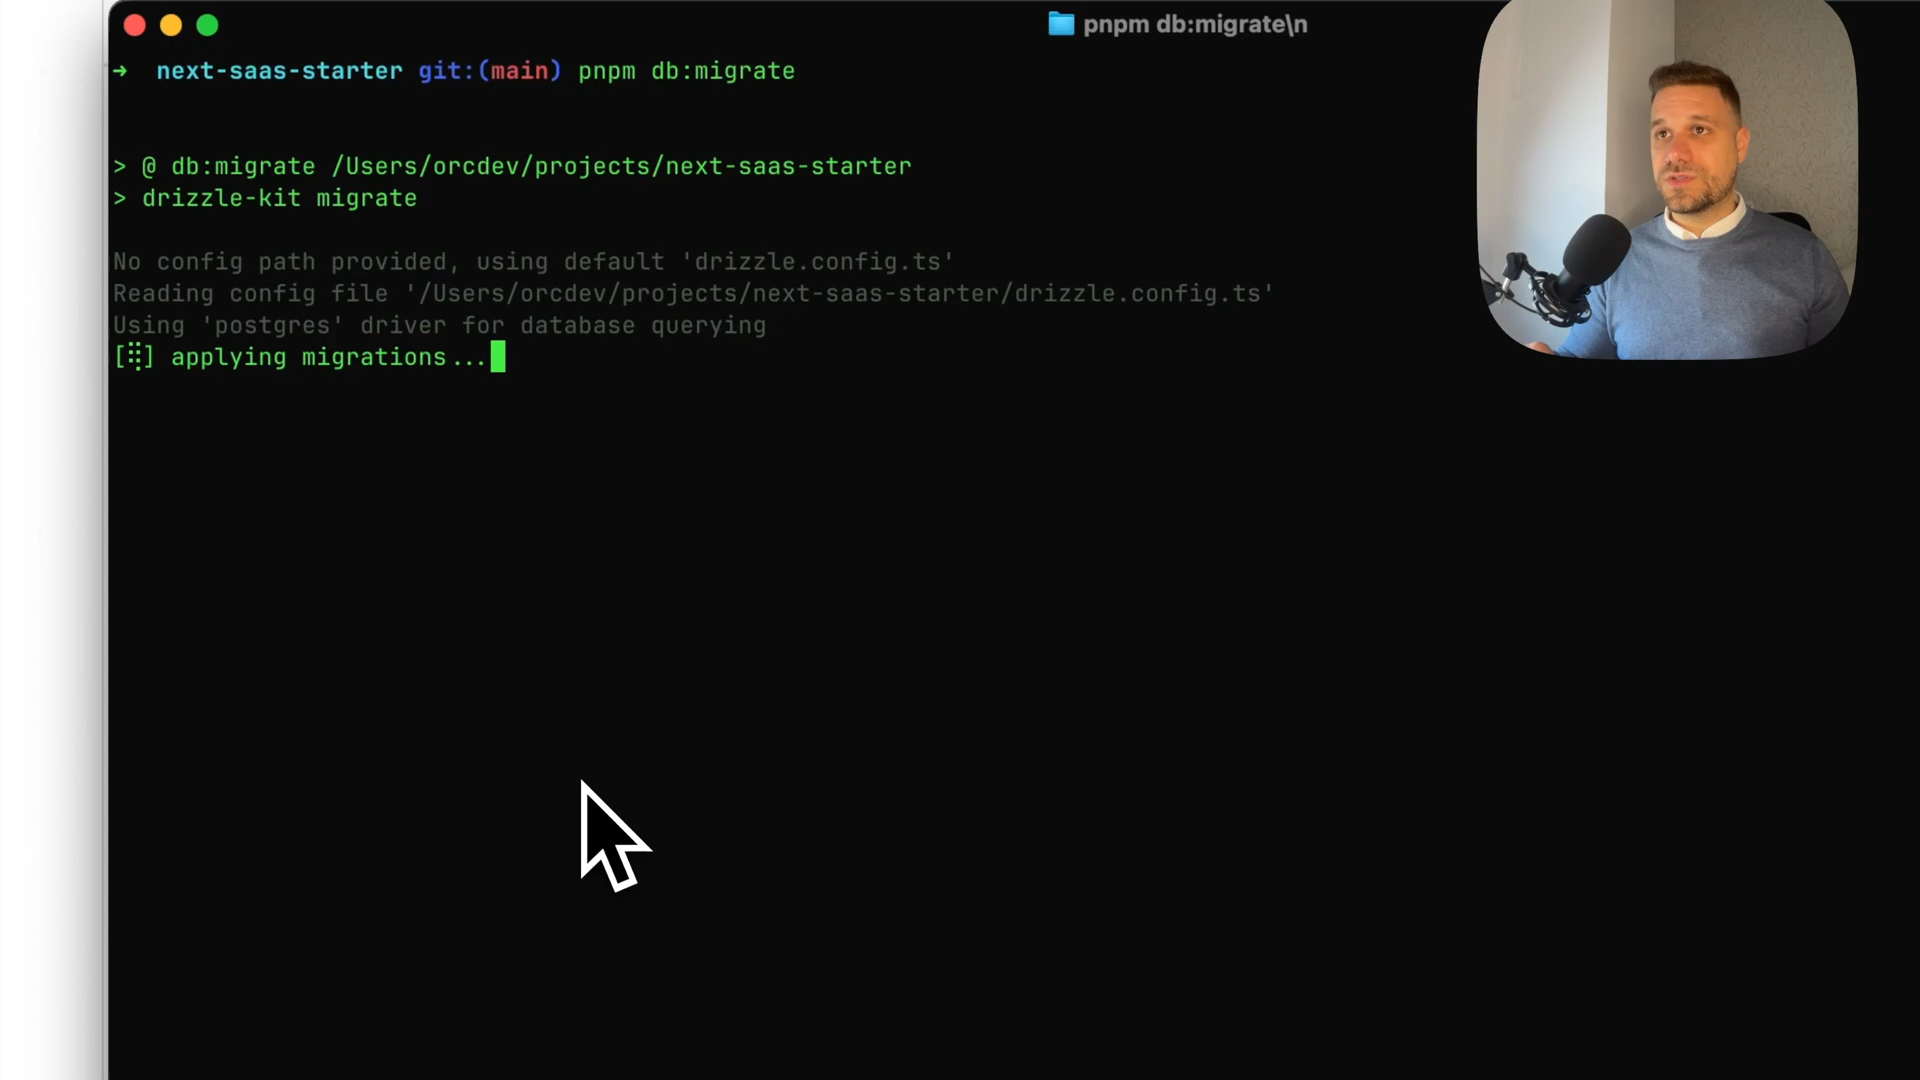 pnpm db:migrate\n
➜ next-saas-starter git:(main) pnpm db:migrate
> @ db:migrate /Users/orcdev/projects/next-saas-starter
> drizzle-kit migrate
No config path provided, using default 'drizzle.config.ts'
Reading config file '/Users/orcdev/projects/next-saas-starter/drizzle.config.ts'
Using 'postgres' driver for database querying
[⢿] applying migrations...